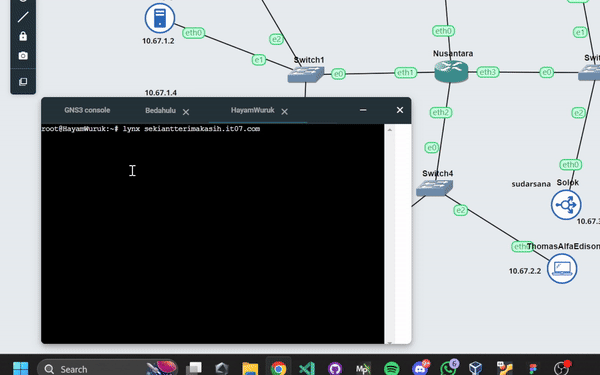 eth0
10.67.1.2
e2
e1
Switch1
e0
eth1
eth0
Nusantara
eth3
e0
e1
Swit
10.67.1.4
GNS3 console
Bedahulu
HayamWuruk
root@HayamWuruk:~# lynx sekiantterimakasih.it07.com
eth2
e0
e2
Switch4
e2
sudarsana
Solok
eth0
10.67.3
eth
ThomasAlfaEdison
10.67.2.2
Search